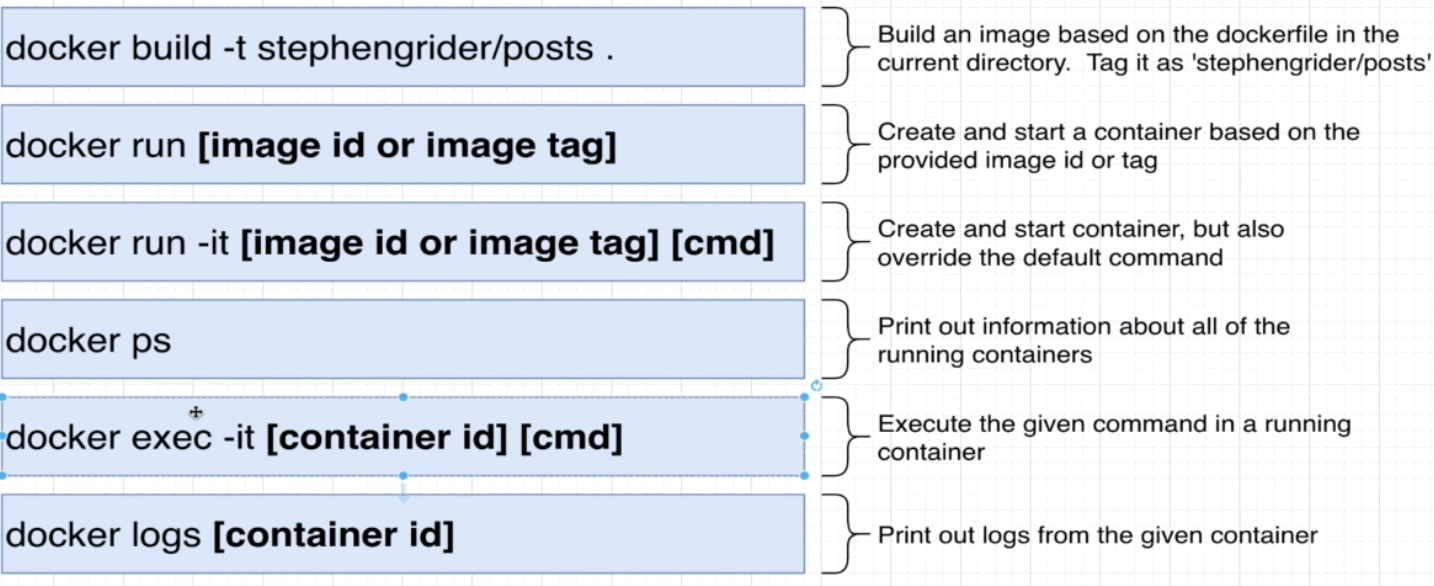 docker build -t stephengrider/posts .
Build an image based on the dockerfile in the
current directory.  Tag it as 'stephengrider/posts'
docker run [image id or image tag]
Create and start a container based on the
provided image id or tag
docker run -it [image id or image tag] [cmd]
Create and start container, but also
override the default command
docker ps
Print out information about all of the
running containers
docker exec -it [container id] [cmd]
Execute the given command in a running
container
docker logs [container id]
Print out logs from the given container